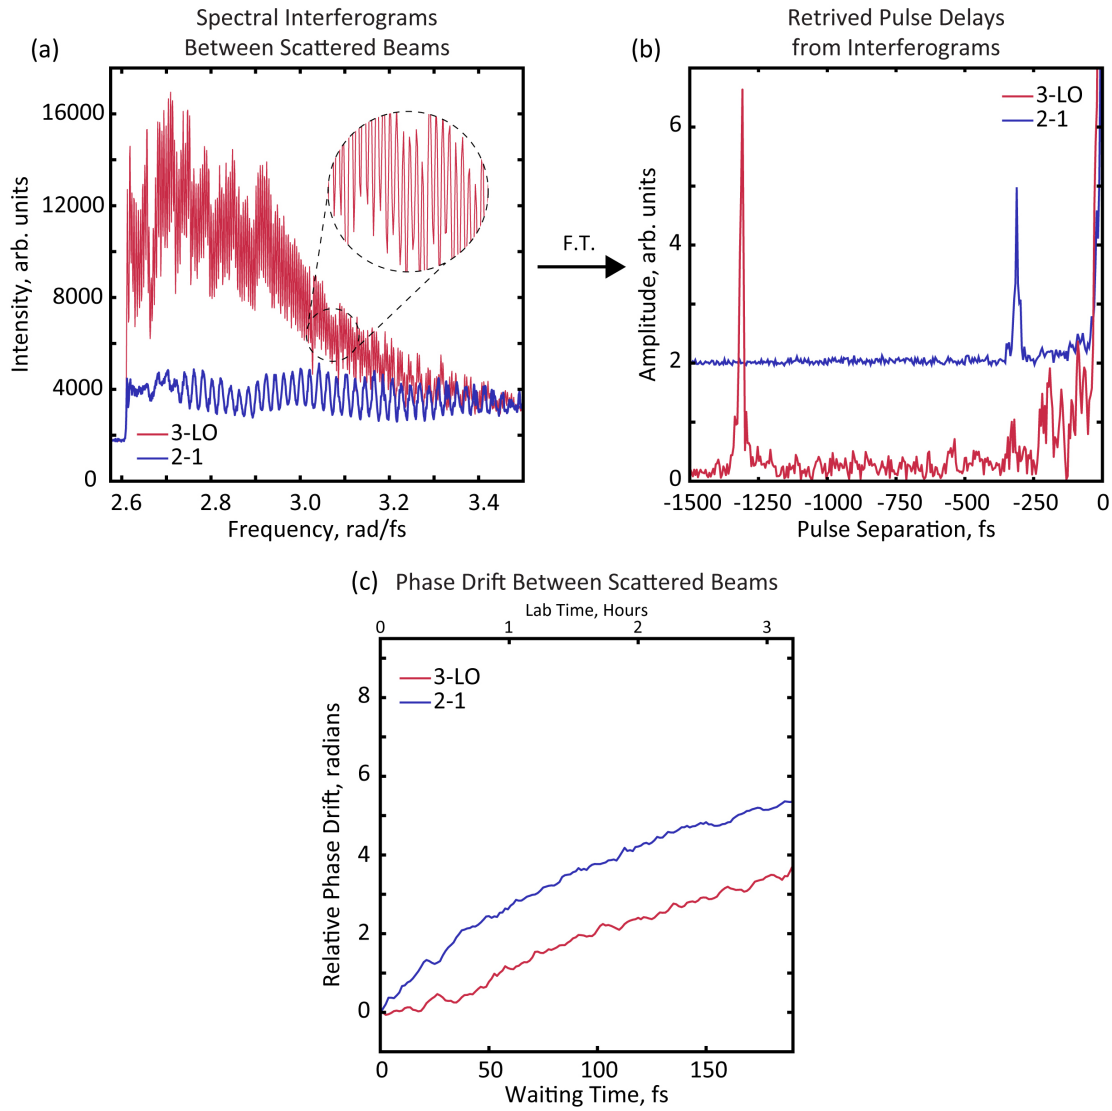 Spectral Interferograms
Between Scattered Beams
(a)
Intensity, arb. units
16000
12000
8000
4000
0
3-LO
2-1
2.6 2.8 3.0 3.2 3.4
Frequency, rad/fs
F.T.
Retrived Pulse Delays
from Interferograms
(b)
Amplitude, arb. units
6
4
2
0
3-LO
2-1
-1500 -1250 -1000 -750 -500 -250 0
Pulse Separation, fs
(c) Phase Drift Between Scattered Beams
Lab Time, Hours
0 1 2 3
Relative Phase Drift, radians
8
6
4
2
0
3-LO
2-1
0 50 100 150
Waiting Time, fs